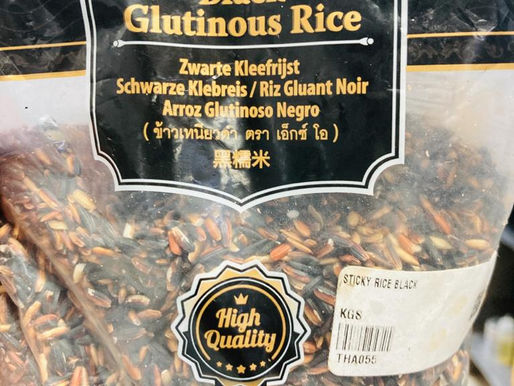 Black
Glutinous Rice
Zwarte Kleefrijst
Schwarze Klebreis / Riz Gluant Noir
Arroz Glutinoso Negro
( ข้าวเหนียวดำ ตรา เอ็กซ์ โอ )
黑糯米
High
Quality
STICKY RICE BLACK
KGS
THA055